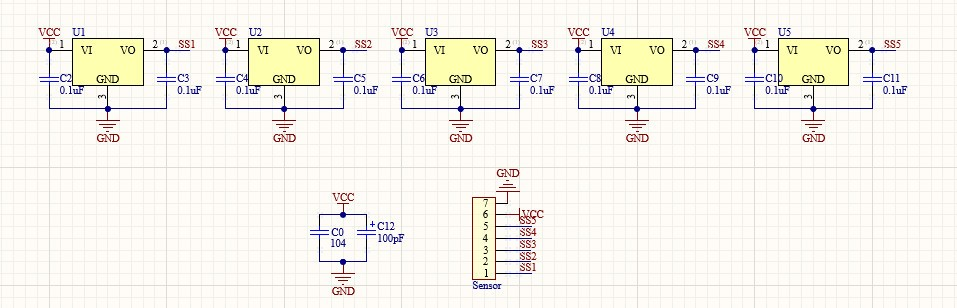 VCC U1 VCC U2 VCC U3 VCC U4 VCC U5
1 VI VO 2 SS1 1 VI VO 2 SS2 1 VI VO 2 SS3 1 VI VO 2 SS4 1 VI VO 2 SS5
C2 GND C3 C4 GND C5 C6 GND C7 C8 GND C9 C10 GND C11
0.1uF 0.1uF 0.1uF 0.1uF 0.1uF 0.1uF 0.1uF 0.1uF 0.1uF 0.1uF
3 3 3 3 3
GND GND GND GND GND
VCC
C0 C12
104 100pF
GND
GND
7
6 VCC
5 SS5
4 SS4
3 SS3
2 SS2
1 SS1
Sensor